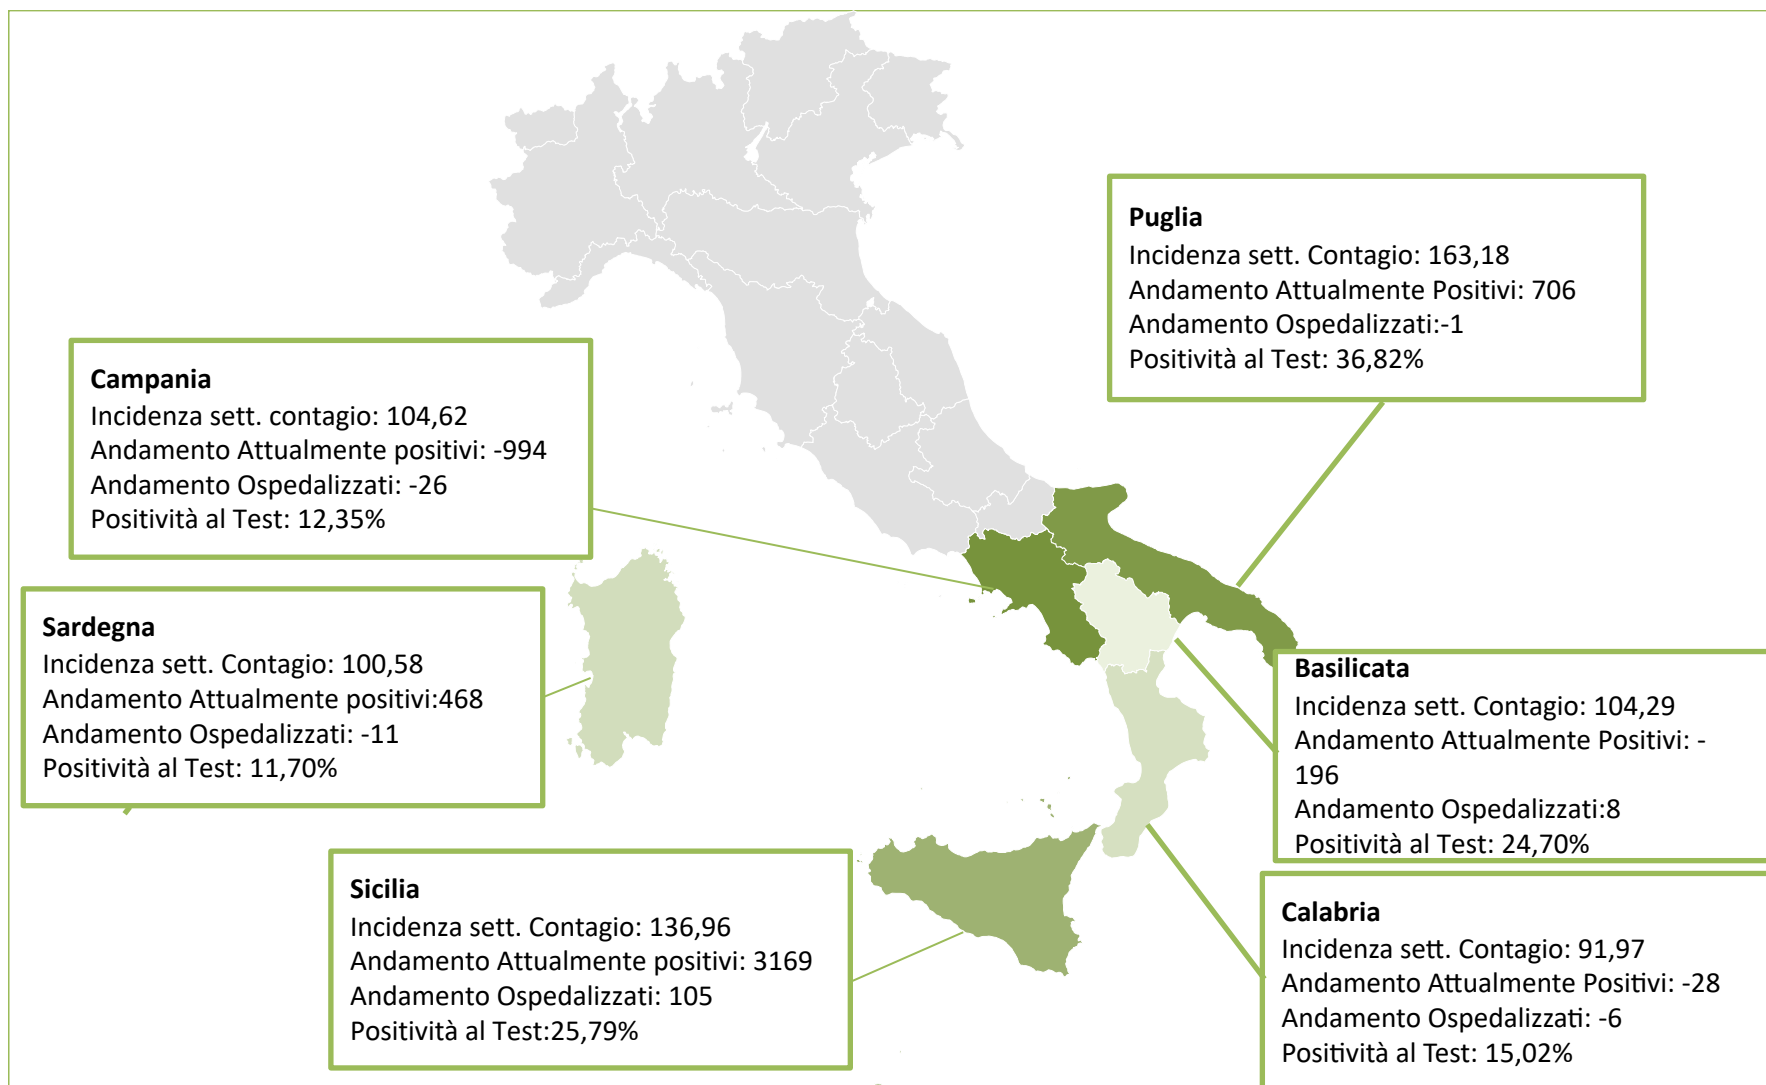 Puglia
Incidenza sett. Contagio: 163,18
Andamento Attualmente Positivi: 706
Andamento Ospedalizzati:-1
Positività al Test: 36,82%
Campania
Incidenza sett. contagio: 104,62
Andamento Attualmente positivi: -994
Andamento Ospedalizzati: -26
Positività al Test: 12,35%
Sardegna
Incidenza sett. Contagio: 100,58
Andamento Attualmente positivi:468
Andamento Ospedalizzati: -11
Positività al Test: 11,70%
Basilicata
Incidenza sett. Contagio: 104,29
Andamento Attualmente Positivi: -
196
Andamento Ospedalizzati:8
Positività al Test: 24,70%
Sicilia
Incidenza sett. Contagio: 136,96
Andamento Attualmente positivi: 3169
Andamento Ospedalizzati: 105
Positività al Test:25,79%
Calabria
Incidenza sett. Contagio: 91,97
Andamento Attualmente Positivi: -28
Andamento Ospedalizzati: -6
Positività al Test: 15,02%